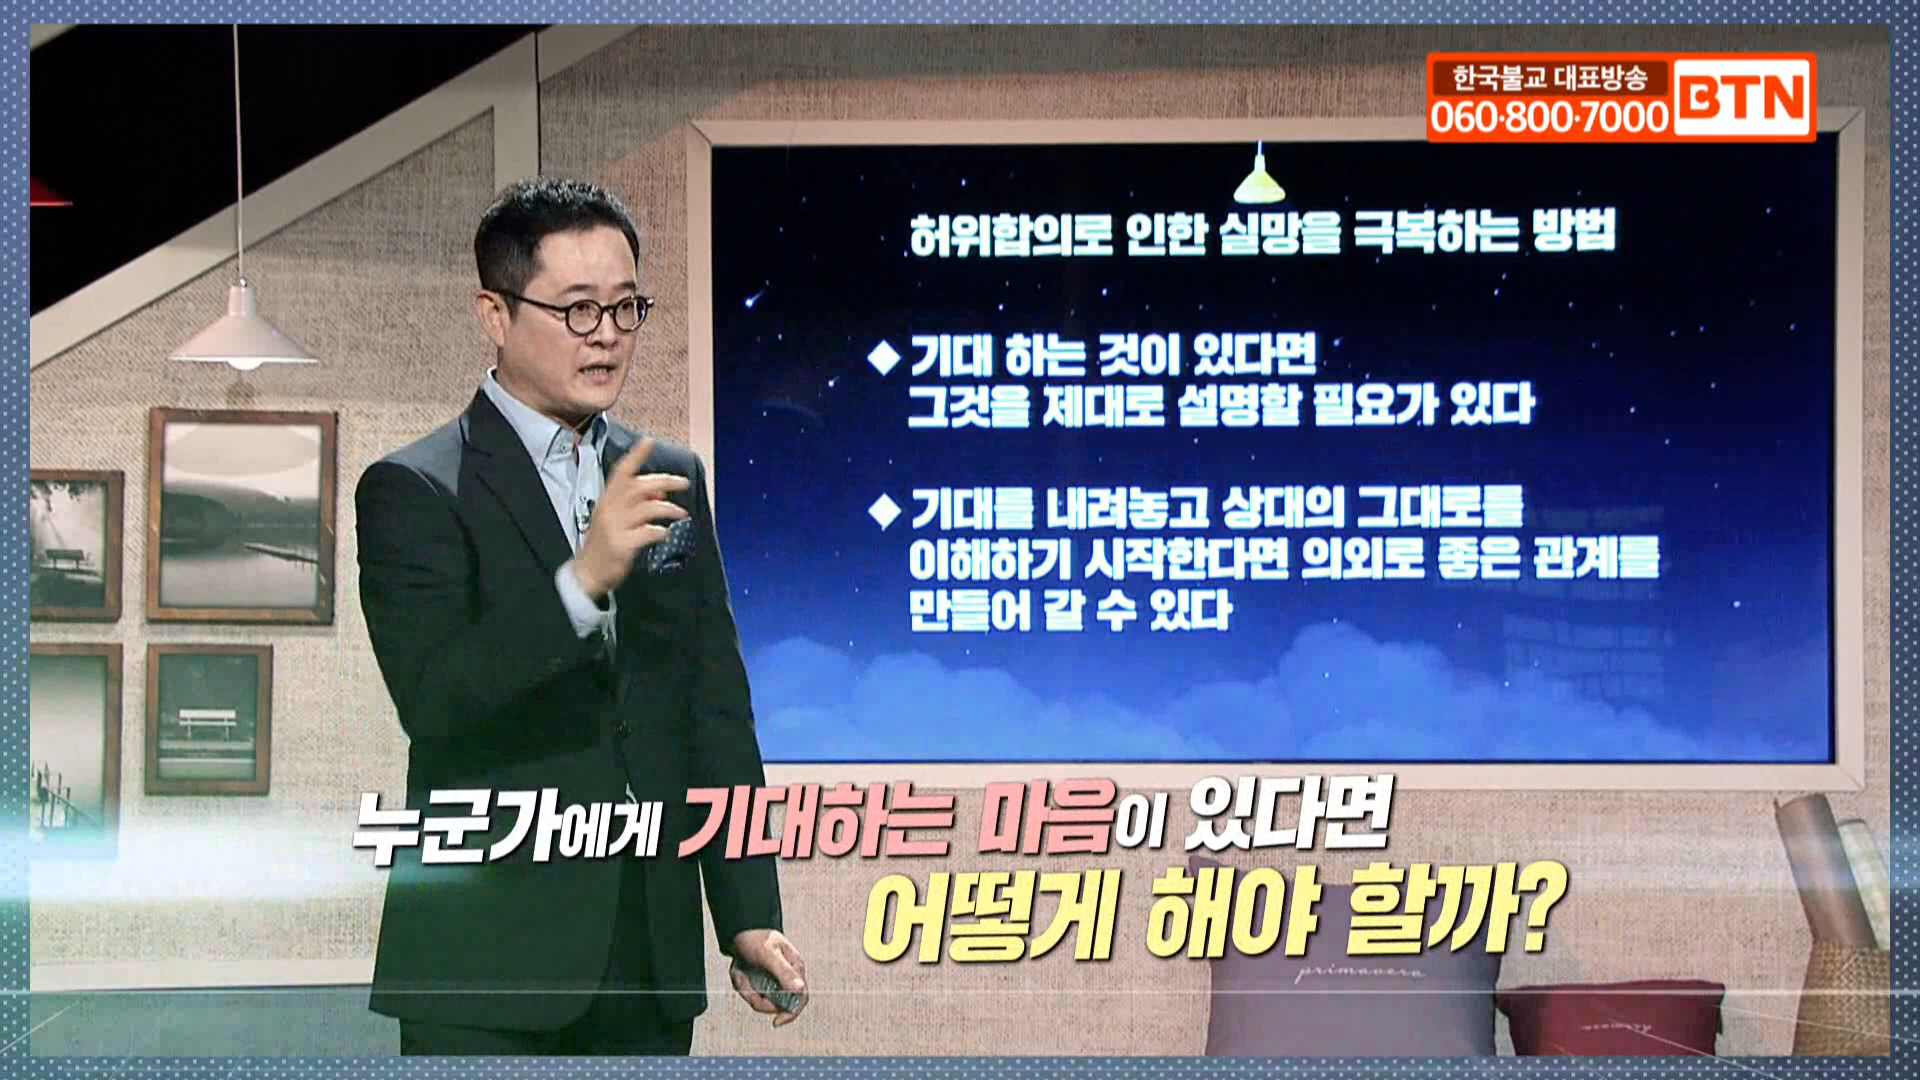 한국불교 대표방송
060·800·7000
BTN
허위합의로 인한 실망을 극복하는 방법
◆ 기대 하는 것이 있다면
그것을 제대로 설명할 필요가 있다
◆ 기대를 내려놓고 상대의 그대로를
이해하기 시작한다면 의외로 좋은 관계를
만들어 갈 수 있다
누군가에게 기대하는 마음이 있다면
어떻게 해야 할까?
primavera